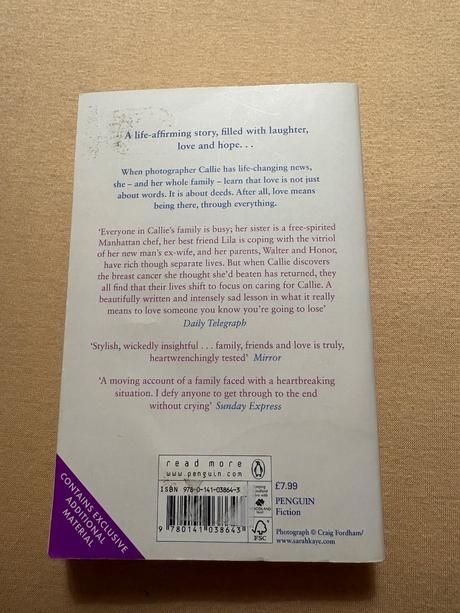 A life-affirming story, filled with laughter,
love and hope. . .
When photographer Callie has life-changing news,
she – and her whole family – learn that love is not just
about words. It is about deeds. After all, love means
being there, through everything.
‘Everyone in Callie’s family is busy; her sister is a free-spirited
Manhattan chef, her best friend Lila is coping with the vitriol
of her new man’s ex-wife, and her parents, Walter and Honor,
have rich though separate lives. But when Callie discovers
the breast cancer she thought she’d beaten has returned, they
all find that their lives shift to focus on caring for Callie. A
beautifully written and intensely sad lesson in what it really
means to love someone you know you’re going to lose’
Daily Telegraph
‘Stylish, wickedly insightful . . . family, friends and love is truly,
heartwrenchingly tested’ Mirror
‘A moving account of a family faced with a heartbreaking
situation. I defy anyone to get through to the end
without crying’ Sunday Express
CONTAINS EXCLUSIVE
ADDITIONAL
MATERIAL
read more
www.penguin.com
ISBN 978-0-141-03864-3
9 780141 038643
FSC
£7.99
PENGUIN
Fiction
Photograph © Craig Fordham/
www.sarahkaye.com